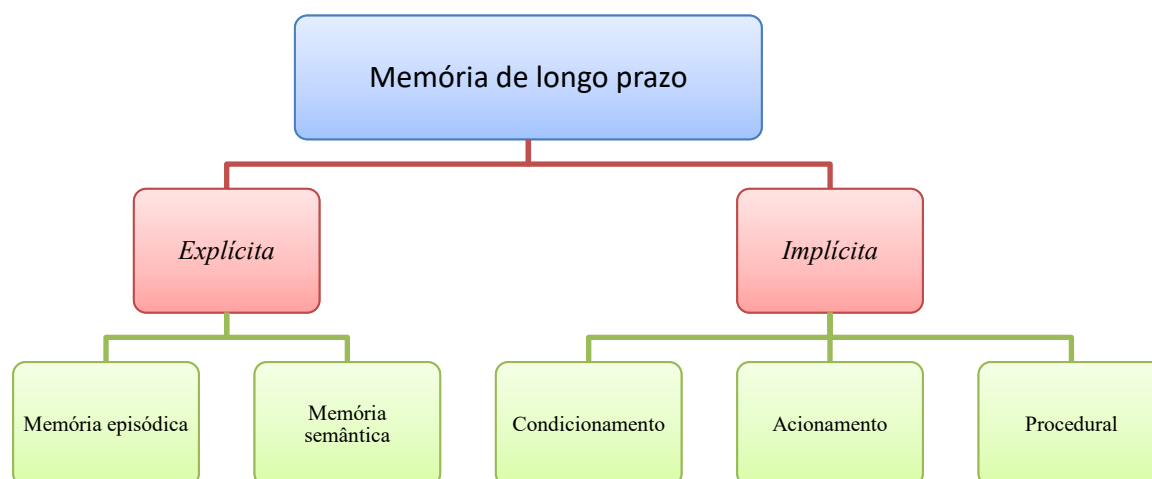 Memória de longo prazo
Explícita
Implícita
Memória episódica
Memória
semântica
Condicionamento
Acionamento
Procedural